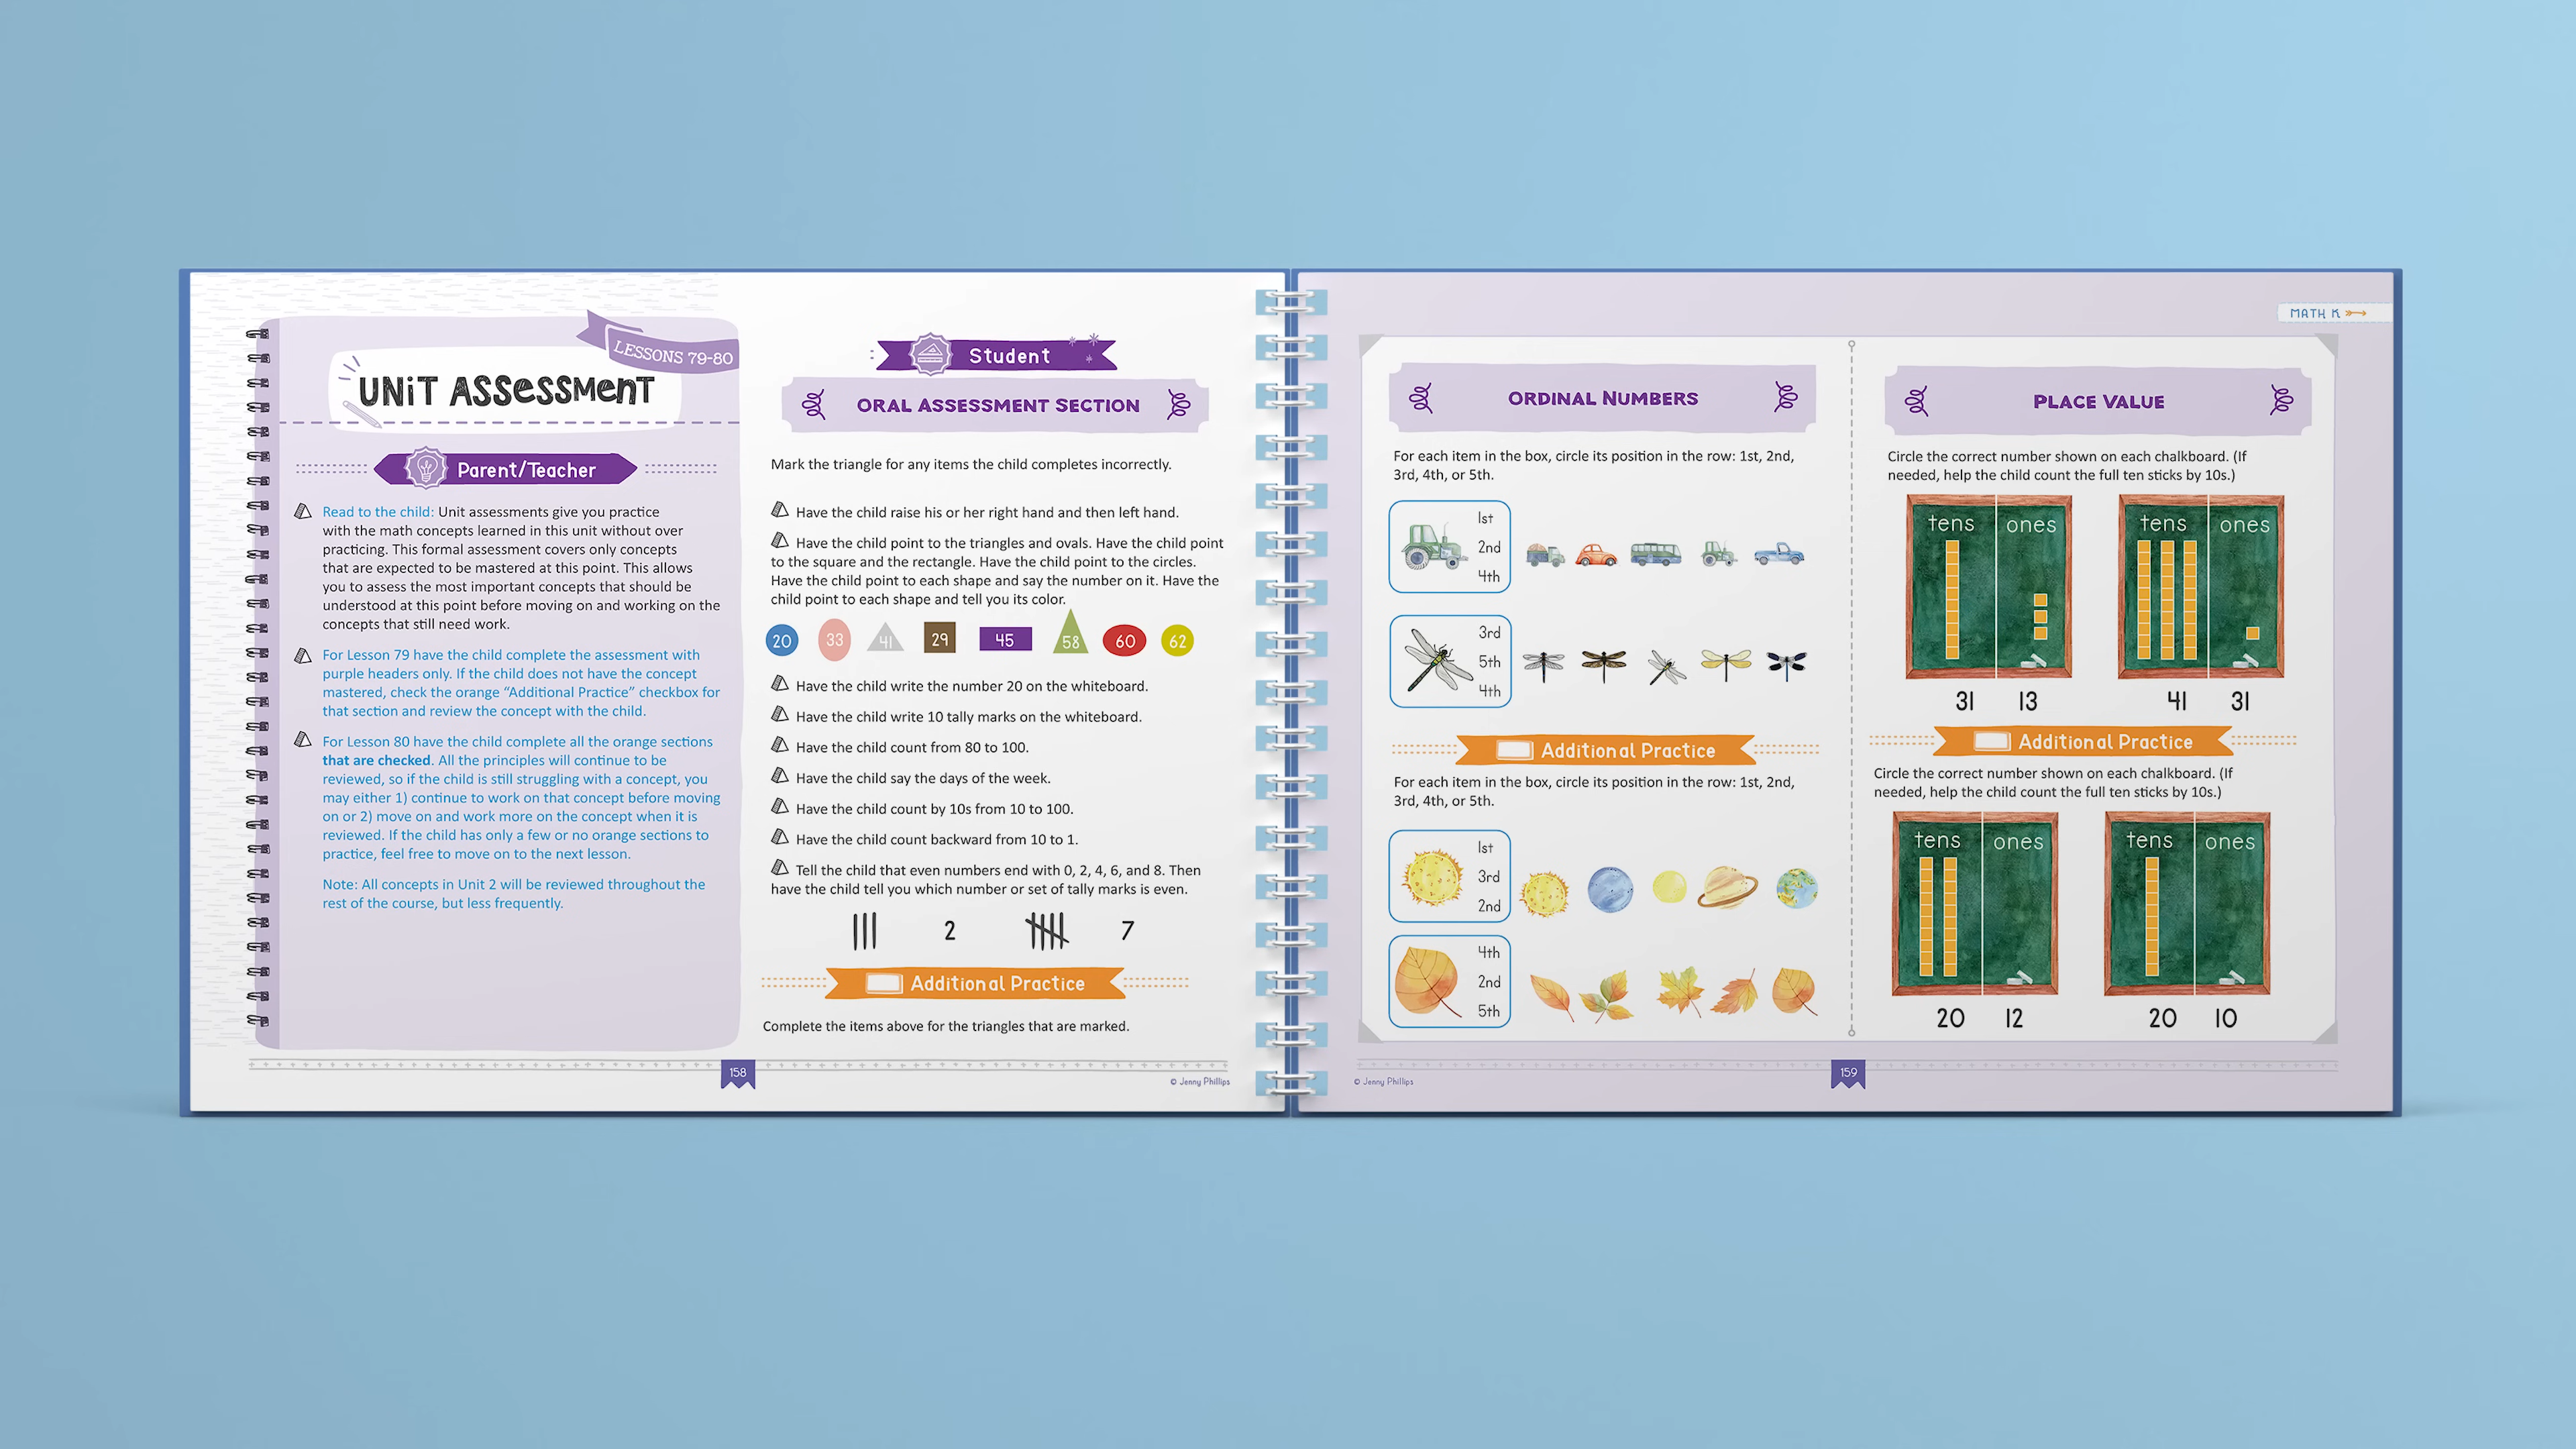 LESSONS 79-80
UNiT ASSeSSMenT
Parent/Teacher
Read to the child: Unit assessments give you practice
with the math concepts learned in this unit without over
practicing. This formal assessment covers only concepts
that are expected to be mastered at this point. This allows
you to assess the most important concepts that should be
understood at this point before moving on and working on the
concepts that still need work.
For Lesson 79 have the child complete the assessment with
purple headers only. If the child does not have the concept
mastered, check the orange “Additional Practice” checkbox for
that section and review the concept with the child.
For Lesson 80 have the child complete all the orange sections
that are checked. All the principles will continue to be
reviewed, so if the child is still struggling with a concept, you
may either 1) continue to work on that concept before moving
on or 2) move on and work more on the concept when it is
reviewed. If the child has only a few or no orange sections to
practice, feel free to move on to the next lesson.
Note: All concepts in Unit 2 will be reviewed throughout the
rest of the course, but less frequently.
Student
ORAL ASSESSMENT SECTION
Mark the triangle for any items the child completes incorrectly.
Have the child raise his or her right hand and then left hand.
Have the child point to the triangles and ovals. Have the child point
to the square and the rectangle. Have the child point to the circles.
Have the child point to each shape and say the number on it. Have the
child point to each shape and tell you its color.
20 33 41 29 45 58 60 62
Have the child write the number 20 on the whiteboard.
Have the child write 10 tally marks on the whiteboard.
Have the child count from 80 to 100.
Have the child say the days of the week.
Have the child count by 10s from 10 to 100.
Have the child count backward from 10 to 1.
Tell the child that even numbers end with 0, 2, 4, 6, and 8. Then
have the child tell you which number or set of tally marks is even.
2 7
Additional Practice
Complete the items above for the triangles that are marked.
158
© Jenny Phillips
MATH K
ORDINAL NUMBERS
For each item in the box, circle its position in the row: 1st, 2nd,
3rd, 4th, or 5th.
1st
2nd
4th
3rd
5th
4th
Additional Practice
For each item in the box, circle its position in the row: 1st, 2nd,
3rd, 4th, or 5th.
1st
3rd
2nd
4th
2nd
5th
PLACE VALUE
Circle the correct number shown on each chalkboard. (If
needed, help the child count the full ten sticks by 10s.)
tens ones tens ones
31 13 41 31
Additional Practice
Circle the correct number shown on each chalkboard. (If
needed, help the child count the full ten sticks by 10s.)
tens ones tens ones
20 12 20 10
© Jenny Phillips
159